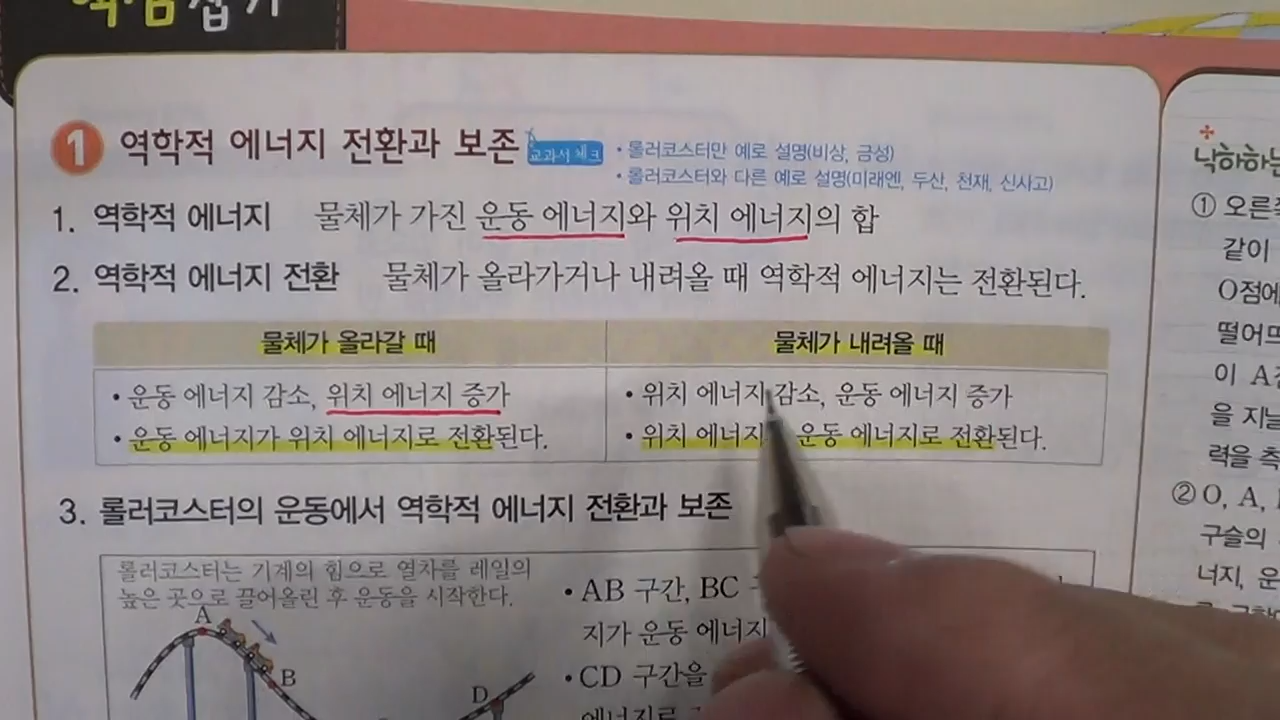 1 역학적 에너지 전환과 보존 교과서 체크
• 롤러코스터만 예로 설명(비상, 금성)
• 롤러코스터와 다른 예로 설명(미래엔, 두산, 천재, 신사고)
1. 역학적 에너지 물체가 가진 운동 에너지와 위치 에너지의 합
2. 역학적 에너지 전환 물체가 올라가거나 내려올 때 역학적 에너지는 전환된다.
물체가 올라갈 때
• 운동 에너지 감소, 위치 에너지 증가
• 운동 에너지가 위치 에너지로 전환된다.
물체가 내려올 때
• 위치 에너지 감소, 운동 에너지 증가
• 위치 에너지 운동 에너지로 전환된다.
3. 롤러코스터의 운동에서 역학적 에너지 전환과 보존
롤러코스터는 기계의 힘으로 열차를 레일의
높은 곳으로 끌어올린 후 운동을 시작한다.
A
B
D
• AB 구간, BC
지가 운동 에너지
• CD 구간을
낙하하는
① 오른쪽
같이
O점에
떨어뜨
이 A
을 지날
력을 측
② O, A,
구슬의
너지, 운